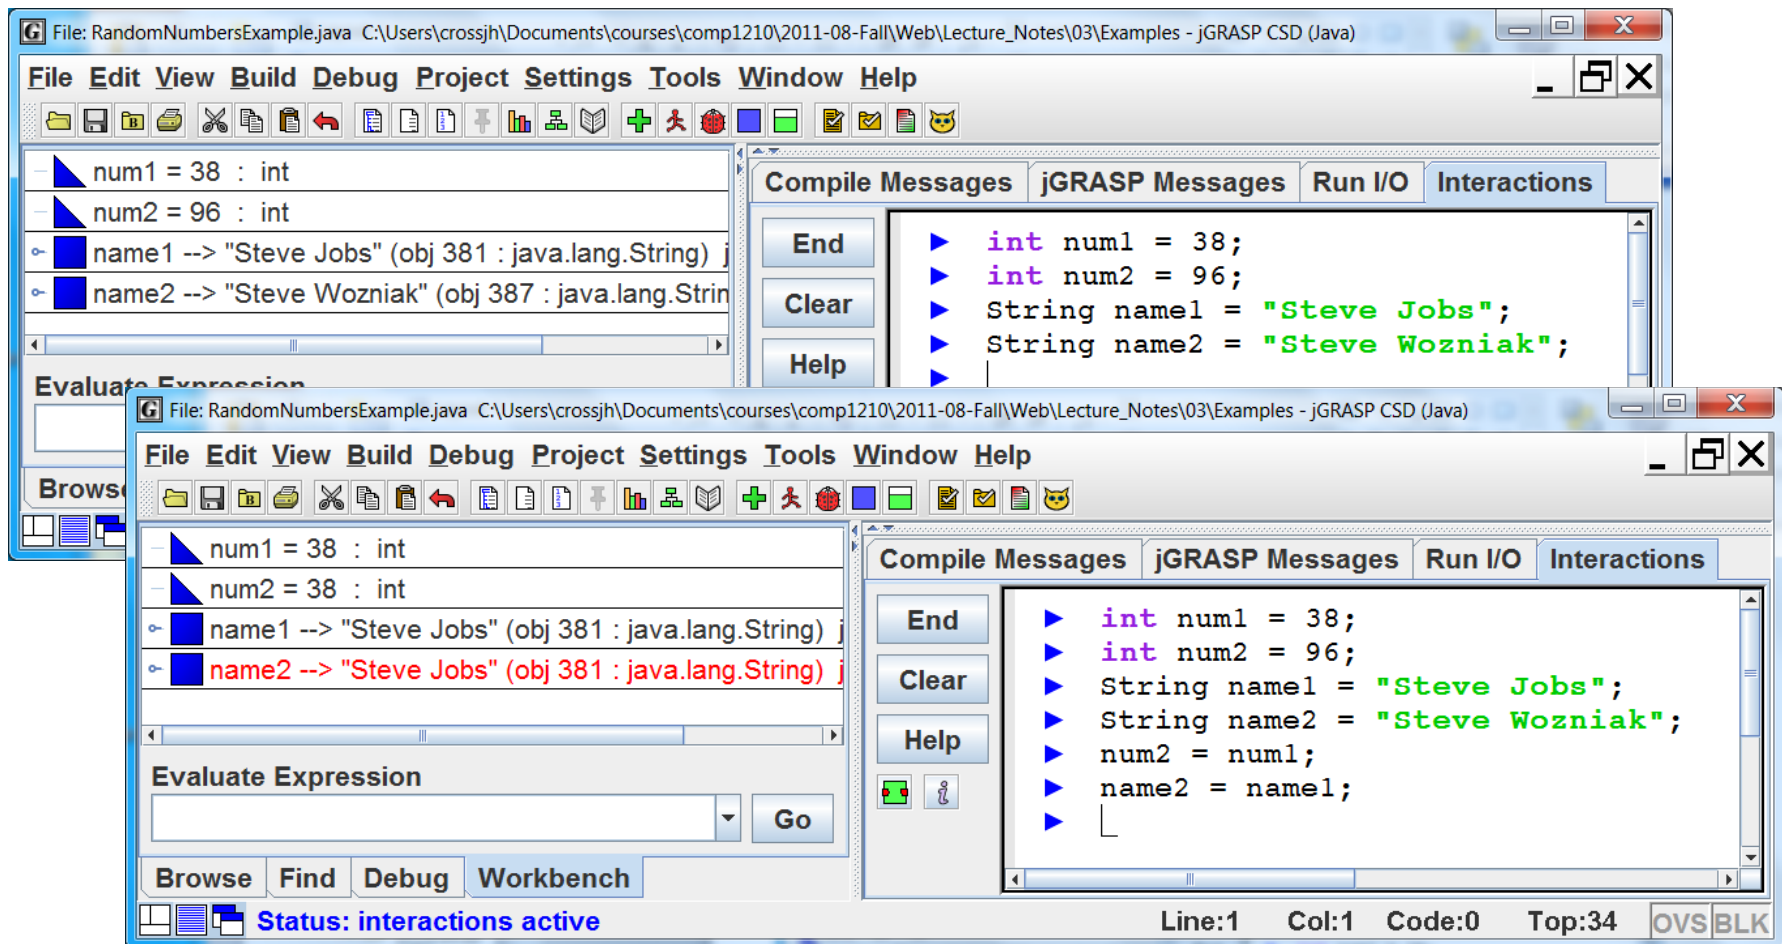 File: RandomNumbersExample.java C:\Users\crossjh\Documents\courses\comp1210\2011-08-Fall\Web\Lecture_Notes\03\Examples - jGRASP CSD (Java)
File Edit View Build Debug Project Settings Tools Window Help
num1 = 38 : int
num2 = 96 : int
name1 --> "Steve Jobs" (obj 381 : java.lang.String) j
name2 --> "Steve Wozniak" (obj 387 : java.lang.Strin
Evaluate Expression
Compile Messages jGRASP Messages Run I/O Interactions
End
Clear
Help
int num1 = 38;
int num2 = 96;
String name1 = "Steve Jobs";
String name2 = "Steve Wozniak";
Brows
File: RandomNumbersExample.java C:\Users\crossjh\Documents\courses\comp1210\2011-08-Fall\Web\Lecture_Notes\03\Examples - jGRASP CSD (Java)
File Edit View Build Debug Project Settings Tools Window Help
num1 = 38 : int
num2 = 38 : int
name1 --> "Steve Jobs" (obj 381 : java.lang.String) j
name2 --> "Steve Jobs" (obj 381 : java.lang.String) j
Evaluate Expression
Go
Browse Find Debug Workbench
Compile Messages jGRASP Messages Run I/O Interactions
End
Clear
Help
int num1 = 38;
int num2 = 96;
String name1 = "Steve Jobs";
String name2 = "Steve Wozniak";
num2 = num1;
name2 = name1;
Status: interactions active
Line:1 Col:1 Code:0 Top:34 OVS BLK